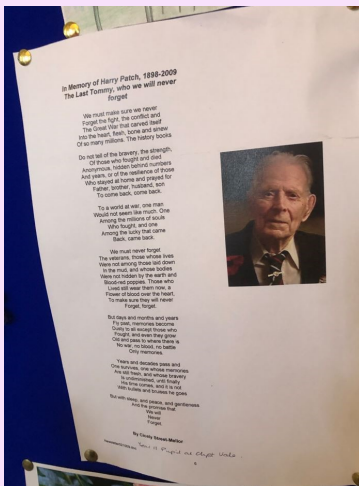 In Memory of Harry Patch, 1898-2009
The Last Tommy, who we will never
forget
We must make sure we never
Forget the fight, the conflict and
The Great War that carved itself
Into the heart, flesh, bone and sinew
Of so many millions. The history books
Do not tell of the bravery, the strength,
Of those who fought and died
Anonymous, hidden behind numbers
And years, or of the resilience of those
Who stayed at home and prayed for
Father, brother, husband, son
To come back, come back.
To a world at war, one man
Would not seem like much. One
Among the millions of souls
Who fought, and one
Among the lucky that came
Back, came back.
We must never forget
The veterans, those whose lives
Were not among those laid down
In the mud, and whose bodies
Were not hidden by the earth and
Blood-red poppies. Those who
Lived still wear them now, a
Flower of blood over the heart,
To make sure they will never
Forget, forget.
But days and months and years
Fly past, memories become
Dusty to all except those who
Fought, and even they grow
Old and pass to where there is
No war, no blood, no battle
Only memories.
Years and decades pass and
One survives, one whose memories
Are still fresh, and whose bravery
Is undiminished, until finally
His time comes, and it is not
With bullets and bruises he goes
But with sleep, and peace, and gentleness
And the promise that
We will
Never
Forget.
By Cicely Street-Mellor
a Pupil at